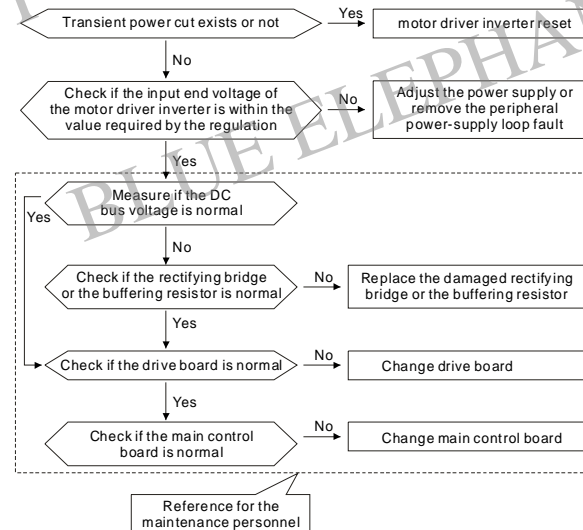 Transient power cut exists or not
Yes
motor driver inverter reset
No
Check if the input end voltage of
the motor driver inverter is within the
value required by the regulation
No
Adjust the power supply or
remove the peripheral
power-supply loop fault
Yes
Measure if the DC
bus voltage is normal
Yes
No
Check if the rectifying bridge
or the buffering resistor is normal
No
Replace the damaged rectifying
bridge or the buffering resistor
Yes
Check if the drive board is normal
No
Change drive board
Yes
Check if the main control
board is normal
No
Change main control board
Reference for the
maintenance personnel
BLUE ELEPHA